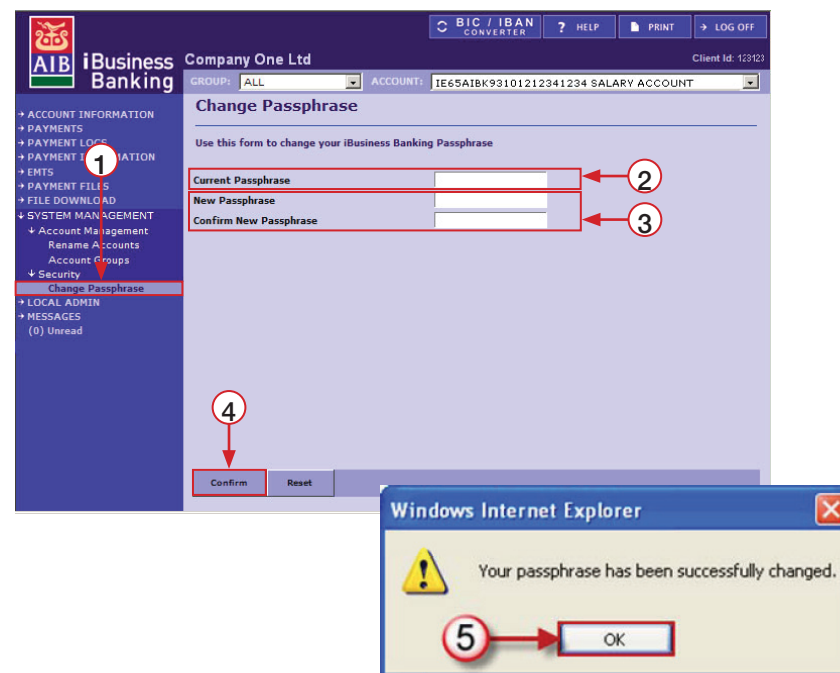 BIC / IBAN
CONVERTER
? HELP
PRINT
→ LOG OFF
AIB
iBusiness
Banking
Company One Ltd
Client Id: 123123
GROUP: ALL
ACCOUNT: IE65AIBK93101212341234 SALARY ACCOUNT
→ ACCOUNT INFORMATION
→ PAYMENTS
→ PAYMENT
→ PAYMENT
→ EMTS
→ PAYMENT FILES
→ FILE DOWNLOAD
↓ SYSTEM MANAGEMENT
↓ Account Management
Rename Accounts
Account Groups
↓ Security
Change Passphrase
→ LOCAL ADMIN
→ MESSAGES
(0) Unread
1
Change Passphrase
Use this form to change your iBusiness Banking Passphrase
Current Passphrase
2
New Passphrase
Confirm New Passphrase
3
4
Confirm
Reset
Windows Internet Explorer
Your passphrase has been successfully changed.
5
OK